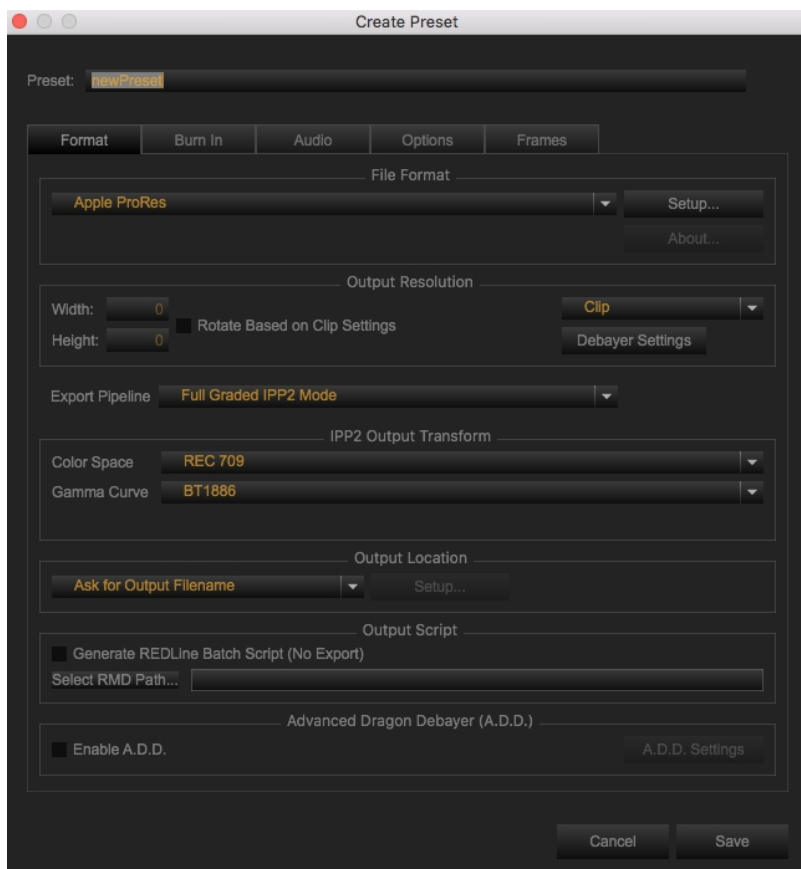 Create Preset
Preset: newPreset
Format Burn In Audio Options Frames
File Format
Apple ProRes Setup...
About...
Output Resolution
Width: 0 Clip
Rotate Based on Clip Settings
Height: 0 Debayer Settings
Export Pipeline Full Graded IPP2 Mode
IPP2 Output Transform
Color Space REC 709
Gamma Curve BT1886
Output Location
Ask for Output Filename Setup...
Output Script
Generate REDLine Batch Script (No Export)
Select RMD Path...
Advanced Dragon Debayer (A.D.D.)
Enable A.D.D. A.D.D. Settings
Cancel Save